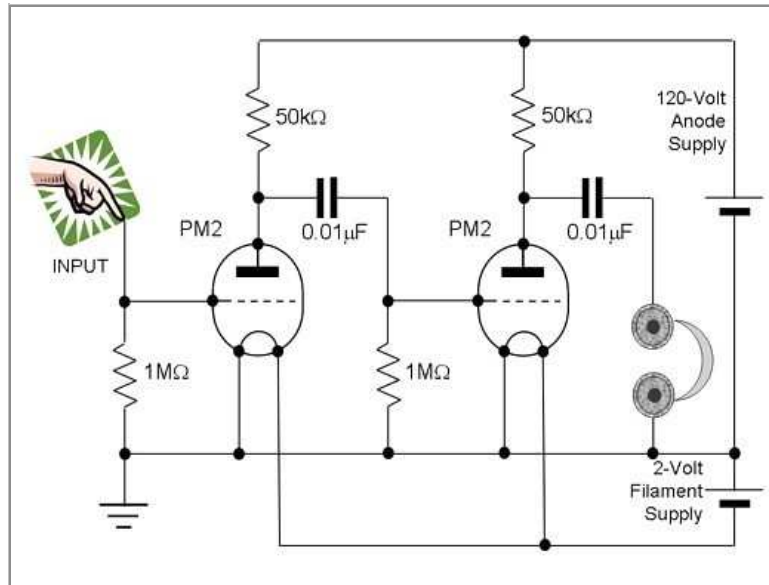 50kΩ
50kΩ
120-Volt
Anode
Supply
PM2
0.01µF
PM2
0.01µF
INPUT
1MΩ
1MΩ
2-Volt
Filament
Supply